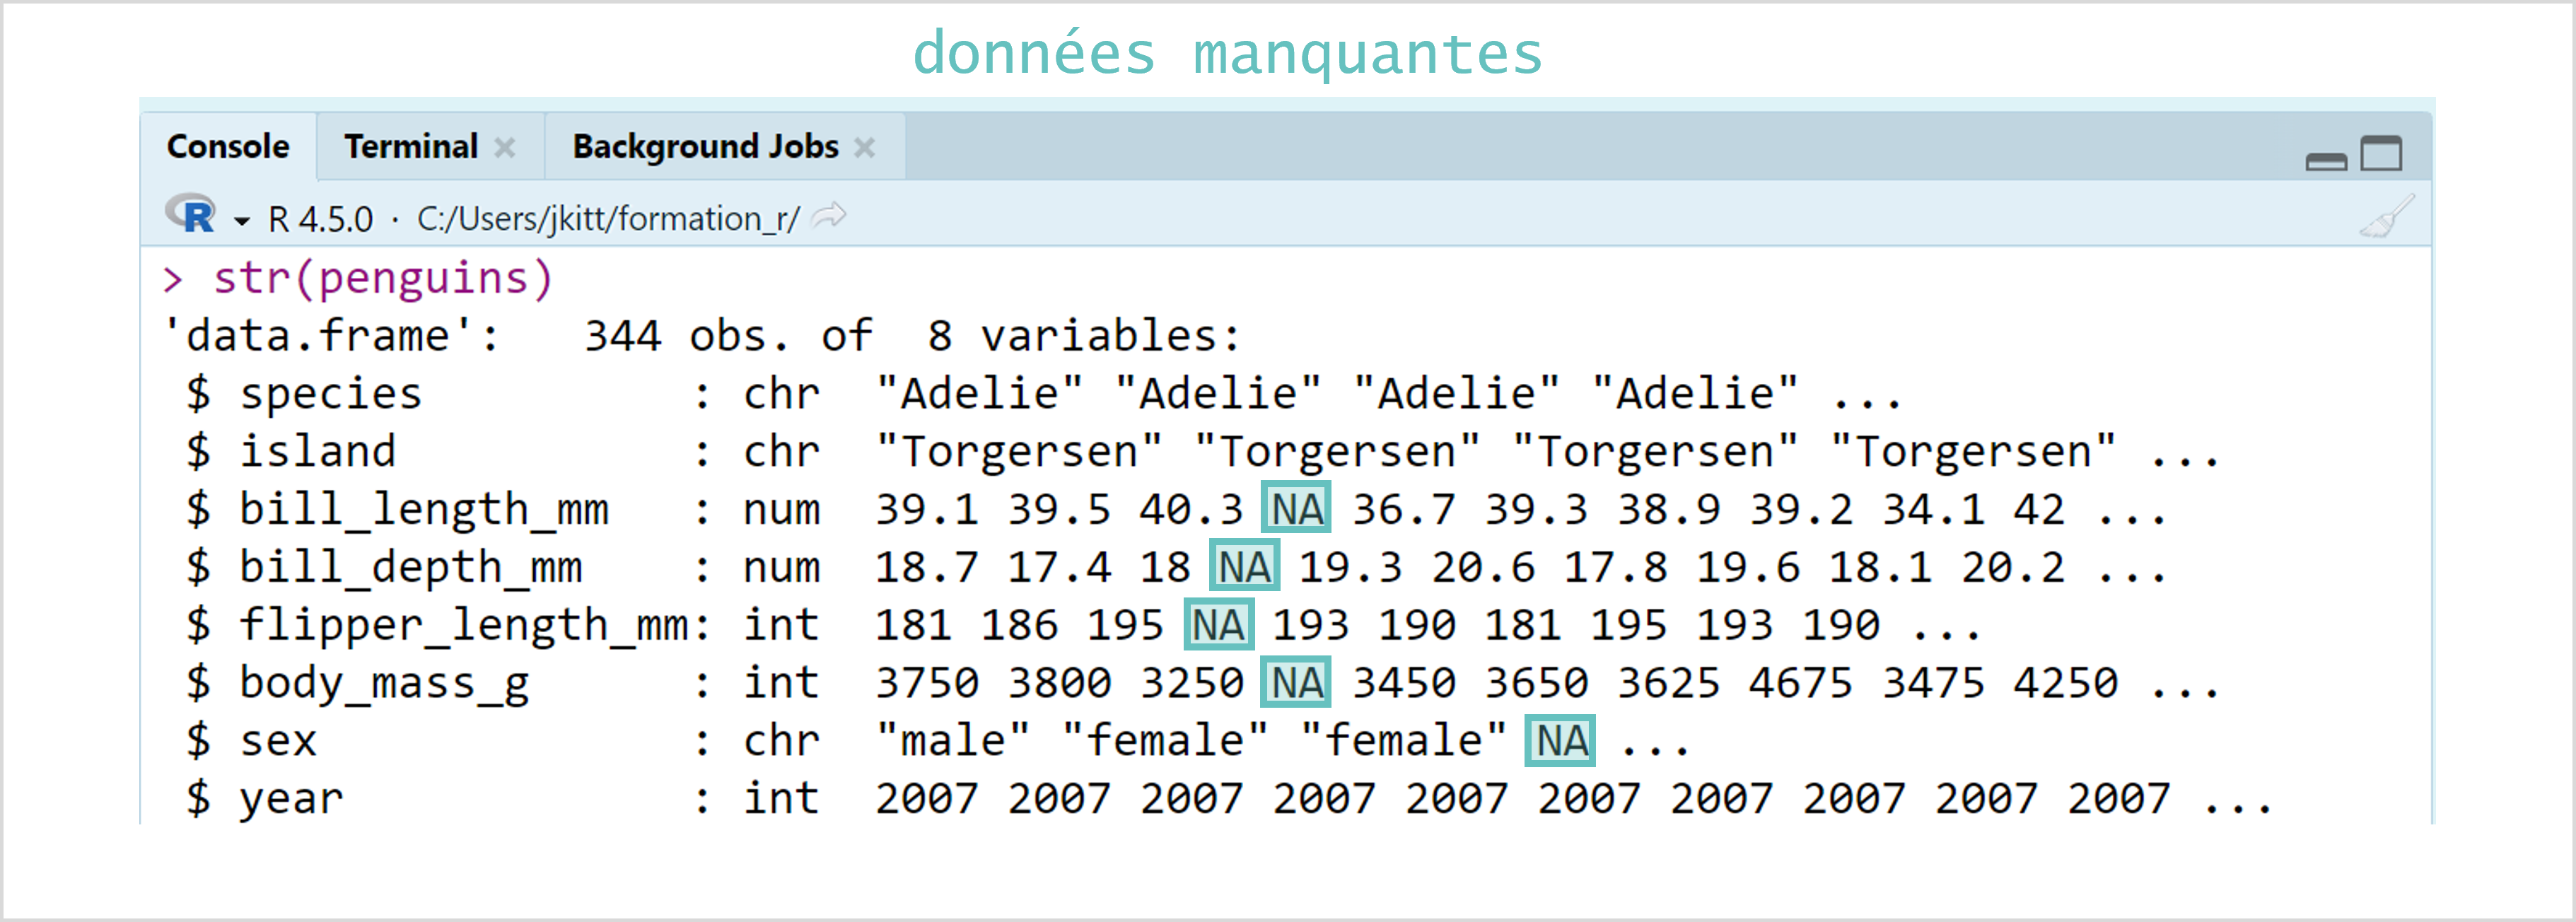 données manquantes
Console Terminal Background Jobs
R R 4.5.0 · C:/Users/jkitt/formation_r/
> str(penguins)
'data.frame':   344 obs. of  8 variables:
 $ species          : chr  "Adelie" "Adelie" "Adelie" "Adelie" ...
 $ island           : chr  "Torgersen" "Torgersen" "Torgersen" "Torgersen" ...
 $ bill_length_mm   : num  39.1 39.5 40.3 NA 36.7 39.3 38.9 39.2 34.1 42 ...
 $ bill_depth_mm    : num  18.7 17.4 18 NA 19.3 20.6 17.8 19.6 18.1 20.2 ...
 $ flipper_length_mm: int  181 186 195 NA 193 190 181 195 193 190 ...
 $ body_mass_g      : int  3750 3800 3250 NA 3450 3650 3625 4675 3475 4250 ...
 $ sex              : chr  "male" "female" "female" NA ...
 $ year             : int  2007 2007 2007 2007 2007 2007 2007 2007 2007 2007 ...